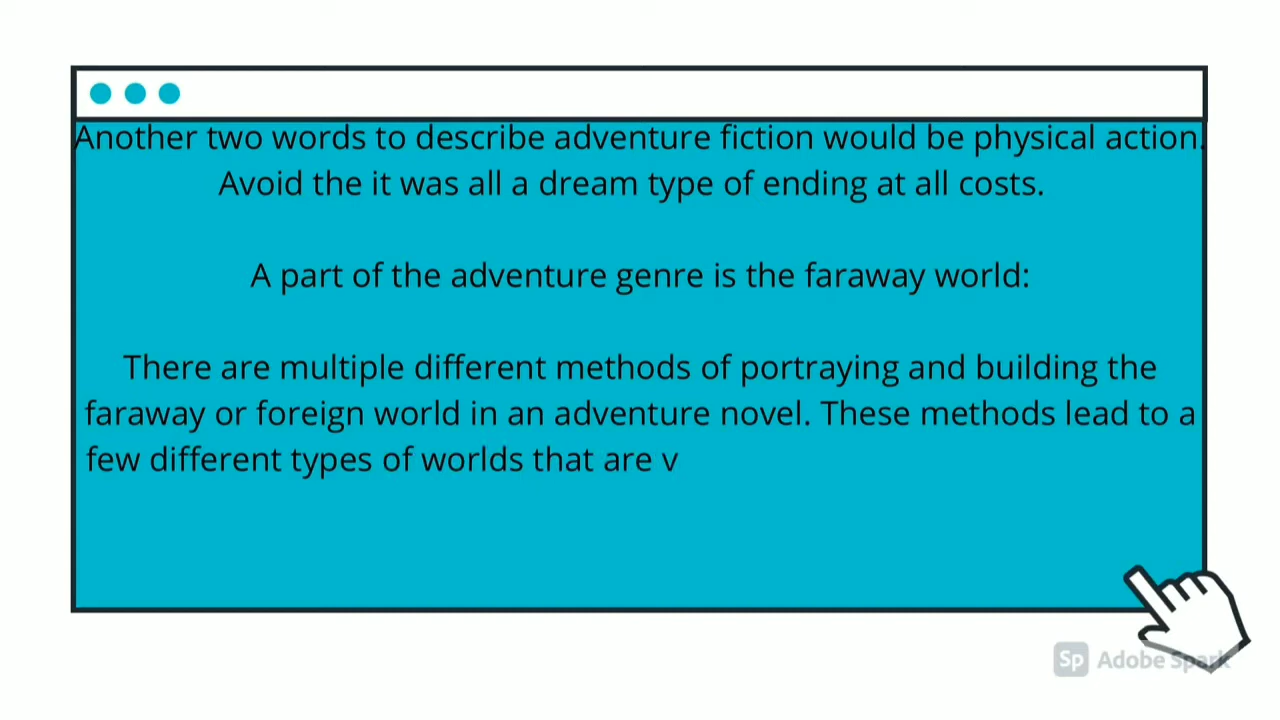 Another two words to describe adventure fiction would be physical action.
Avoid the it was all a dream type of ending at all costs.
A part of the adventure genre is the faraway world:
There are multiple different methods of portraying and building the
faraway or foreign world in an adventure novel. These methods lead to a
few different types of worlds that are v
Sp Adobe Spark